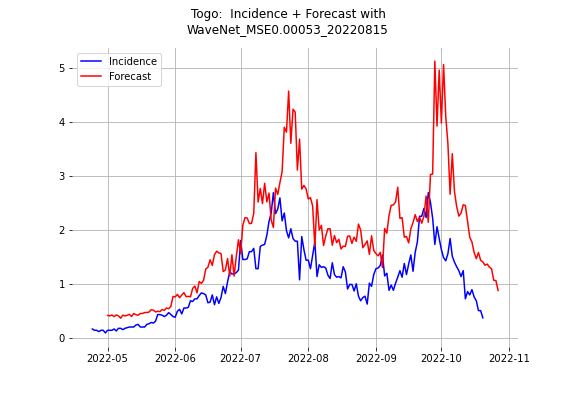 Togo:  Incidence + Forecast with
WaveNet_MSE0.00053_20220815
Incidence
Forecast
5
4
3
2
1
0
2022-05 2022-06 2022-07 2022-08 2022-09 2022-10 2022-11